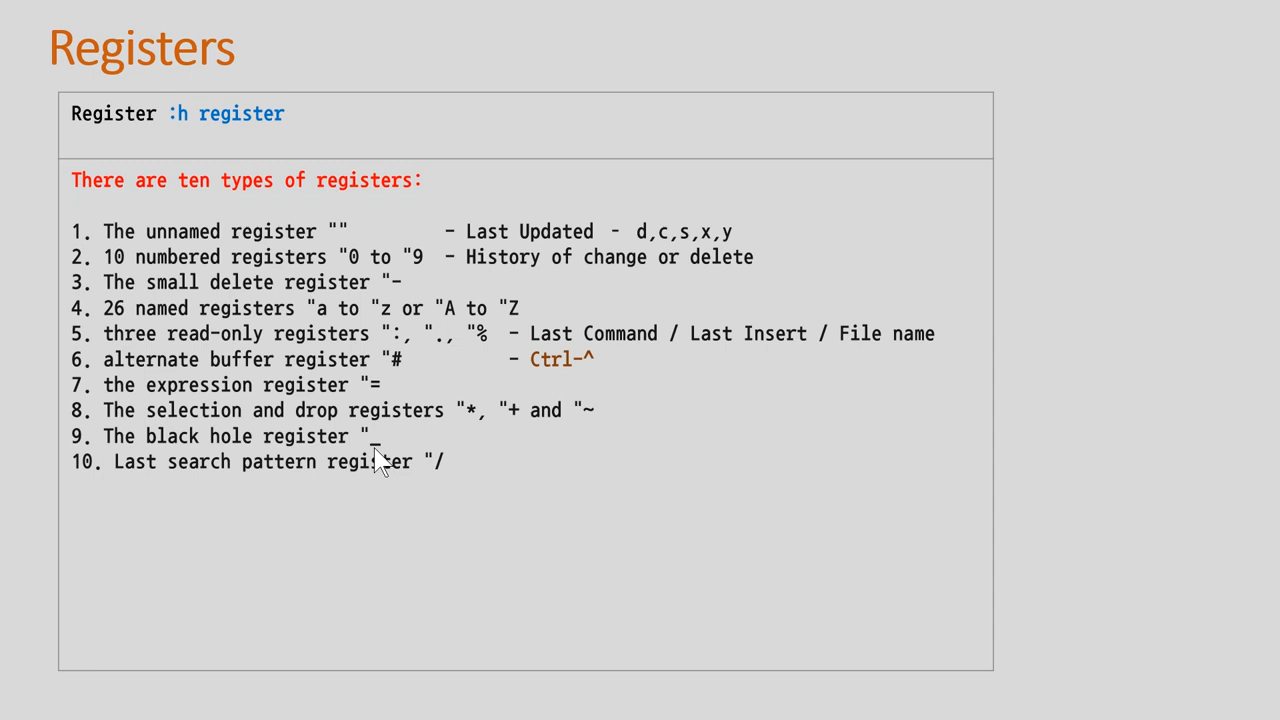 Registers
Register :h register
There are ten types of registers:
1. The unnamed register "" - Last Updated - d,c,s,x,y
2. 10 numbered registers "0 to "9 - History of change or delete
3. The small delete register "-
4. 26 named registers "a to "z or "A to "Z
5. three read-only registers ":, "., "% - Last Command / Last Insert / File name
6. alternate buffer register "# - Ctrl-^
7. the expression register "=
8. The selection and drop registers "*, "+ and "~
9. The black hole register "_
10. Last search pattern register "/